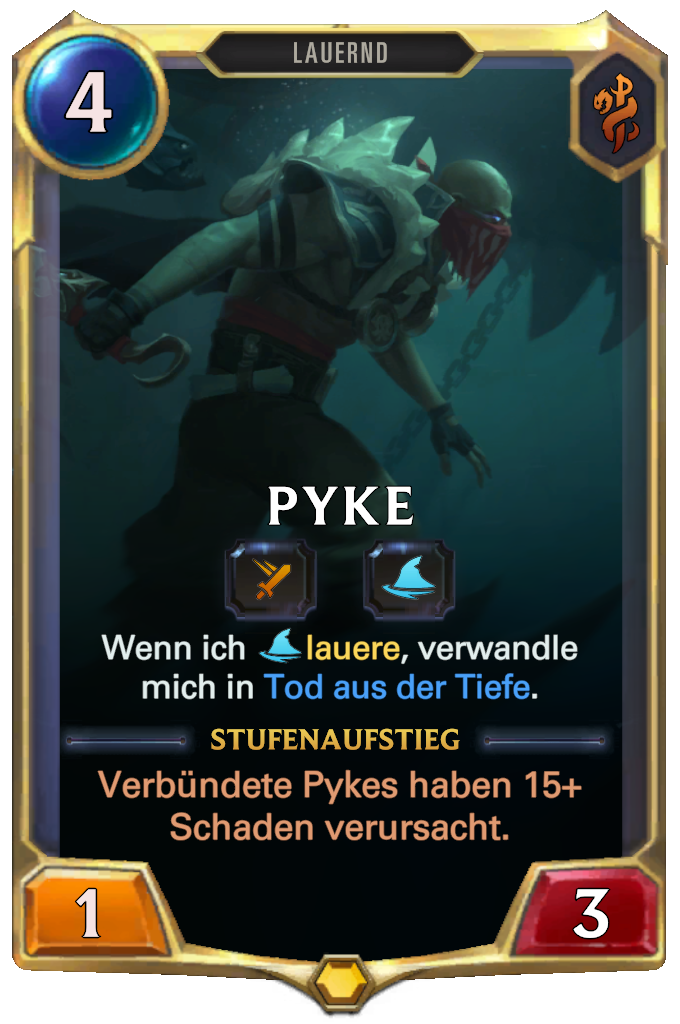 LAUERND
4
PYKE
Wenn ich lauere, verwandle
mich in Tod aus der Tiefe.
STUFENAUFSTIEG
Verbündete Pykes haben 15+
Schaden verursacht.
1
3